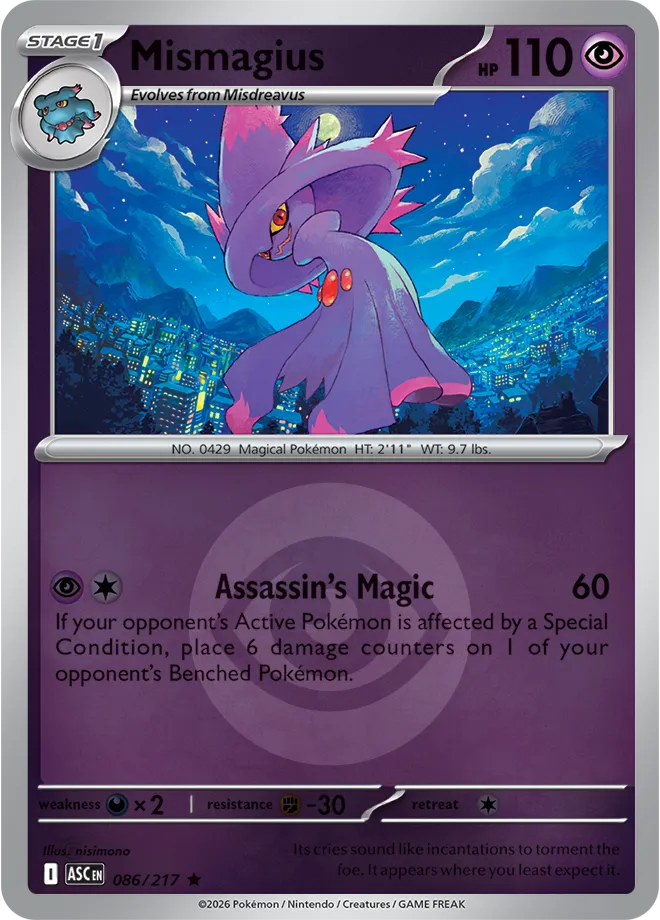 STAGE 1
Mismagius
HP 110
Evolves from Misdreavus
NO. 0429 Magical Pokémon HT: 2'11" WT: 9.7 lbs.
Assassin's Magic 60
If your opponent's Active Pokémon is affected by a Special
Condition, place 6 damage counters on 1 of your
opponent's Benched Pokémon.
weakness ×2 resistance -30 retreat
Illus. nisimono
Its cries sound like incantations to torment the
foe. It appears where you least expect it.
I ASC EN 086/217
©2026 Pokémon / Nintendo / Creatures / GAME FREAK